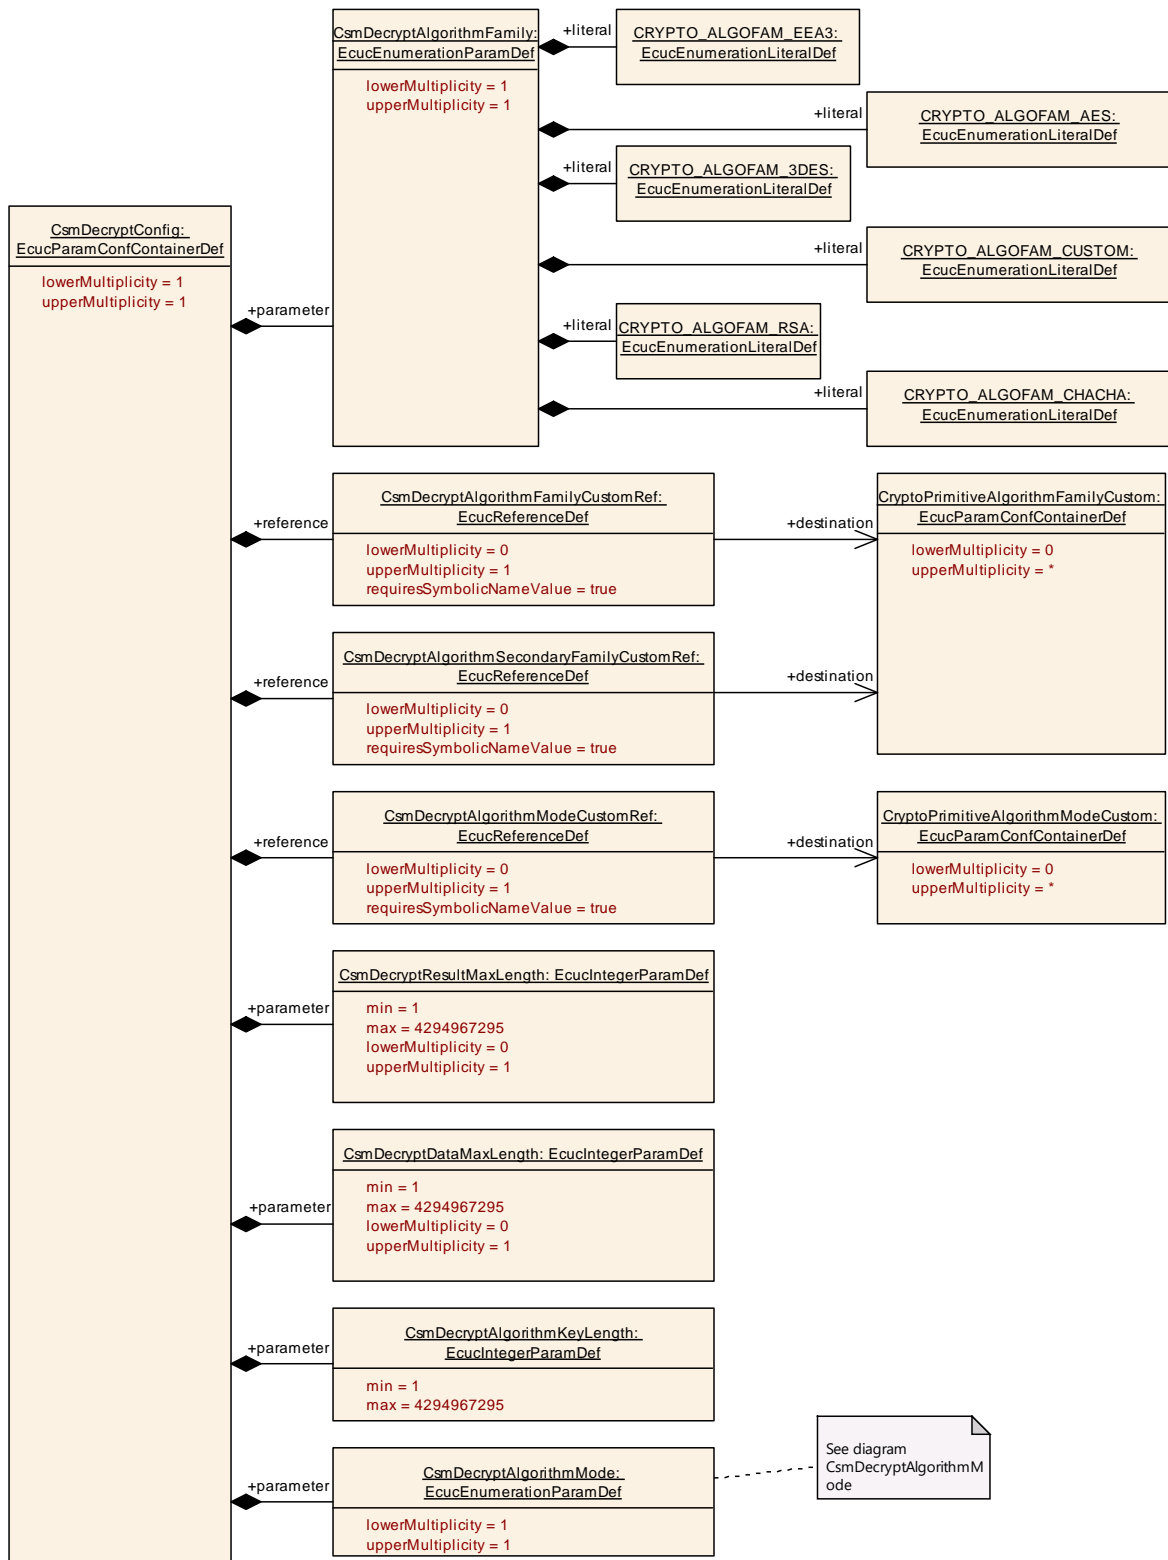 CsmDecryptAlgorithmFamily:
EcucEnumerationParamDef
lowerMultiplicity = 1
upperMultiplicity = 1
+literal
CRYPTO_ALGOFAM_EEA3:
EcucEnumerationLiteralDef
+literal
CRYPTO_ALGOFAM_AES:
EcucEnumerationLiteralDef
+literal
CRYPTO_ALGOFAM_3DES:
EcucEnumerationLiteralDef
CsmDecryptConfig:
EcucParamConfContainerDef
lowerMultiplicity = 1
upperMultiplicity = 1
+literal
CRYPTO_ALGOFAM_CUSTOM:
EcucEnumerationLiteralDef
+parameter
+literal
CRYPTO_ALGOFAM_RSA:
EcucEnumerationLiteralDef
+literal
CRYPTO_ALGOFAM_CHACHA:
EcucEnumerationLiteralDef
+reference
CsmDecryptAlgorithmFamilyCustomRef:
EcucReferenceDef
lowerMultiplicity = 0
upperMultiplicity = 1
requiresSymbolicNameValue = true
+destination
CryptoPrimitiveAlgorithmFamilyCustom:
EcucParamConfContainerDef
lowerMultiplicity = 0
upperMultiplicity = *
+reference
CsmDecryptAlgorithmSecondaryFamilyCustomRef:
EcucReferenceDef
lowerMultiplicity = 0
upperMultiplicity = 1
requiresSymbolicNameValue = true
+destination
+reference
CsmDecryptAlgorithmModeCustomRef:
EcucReferenceDef
lowerMultiplicity = 0
upperMultiplicity = 1
requiresSymbolicNameValue = true
+destination
CryptoPrimitiveAlgorithmModeCustom:
EcucParamConfContainerDef
lowerMultiplicity = 0
upperMultiplicity = *
+parameter
CsmDecryptResultMaxLength: EcucIntegerParamDef
min = 1
max = 4294967295
lowerMultiplicity = 0
upperMultiplicity = 1
+parameter
CsmDecryptDataMaxLength: EcucIntegerParamDef
min = 1
max = 4294967295
lowerMultiplicity = 0
upperMultiplicity = 1
+parameter
CsmDecryptAlgorithmKeyLength:
EcucIntegerParamDef
min = 1
max = 4294967295
+parameter
CsmDecryptAlgorithmMode:
EcucEnumerationParamDef
lowerMultiplicity = 1
upperMultiplicity = 1
See diagram
CsmDecryptAlgorithmM
ode